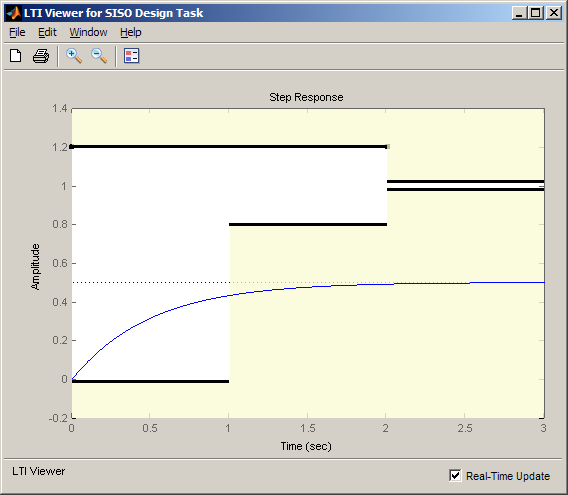 LTI Viewer for SISO Design Task
File Edit Window Help
Step Response
1.4
1.2
1
0.8
0.6
0.4
0.2
0
-0.2
Amplitude
0 0.5 1 1.5 2 2.5 3
Time (sec)
LTI Viewer
Real-Time Update